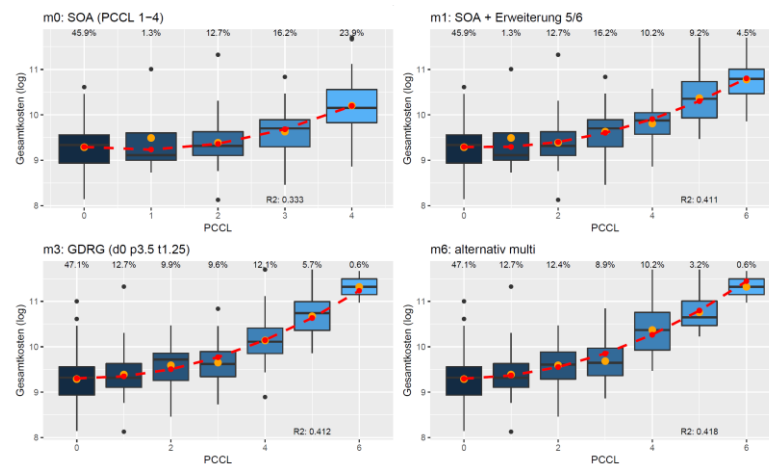 m0: SOA (PCCL 1−4)
45.9% 1.3% 12.7% 16.2% 23.9%
Gesamtkosten (log)
11
10
9
8
R2: 0.333
0 1 2 3 4
PCCL
m1: SOA + Erweiterung 5/6
45.9% 1.3% 12.7% 16.2% 10.2% 9.2% 4.5%
Gesamtkosten (log)
11
10
9
8
R2: 0.411
0 2 4 6
PCCL
m3: GDRG (d0 p3.5 t1.25)
47.1% 12.7% 9.9% 9.6% 12.1% 5.7% 0.6%
Gesamtkosten (log)
11
10
9
8
R2: 0.412
0 2 4 6
PCCL
m6: alternativ multi
47.1% 12.7% 12.4% 8.9% 10.2% 3.2% 0.6%
Gesamtkosten (log)
11
10
9
8
R2: 0.418
0 2 4 6
PCCL